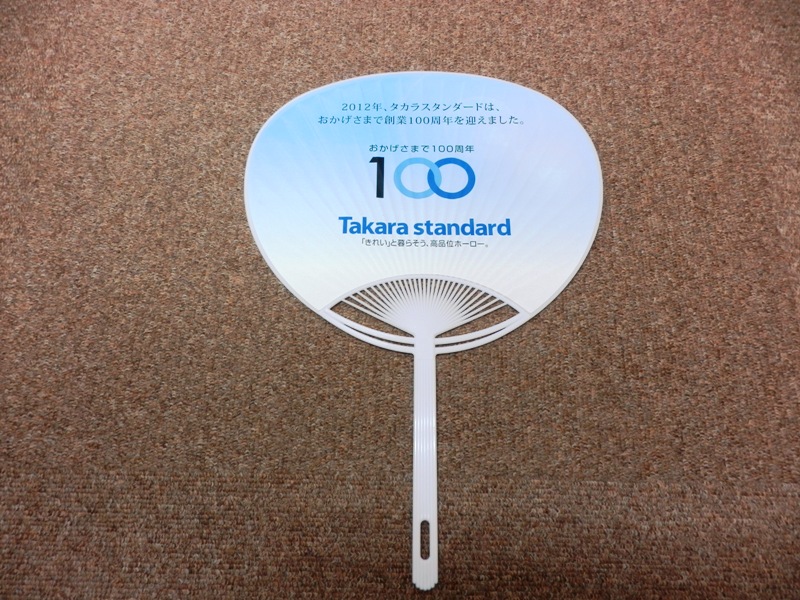 2012年、タカラスタンダードは、
おかげさまで創業100周年を迎えました。
おかげさまで100周年
100
Takara standard
「きれい」と暮らそう、高品位ホーロー。